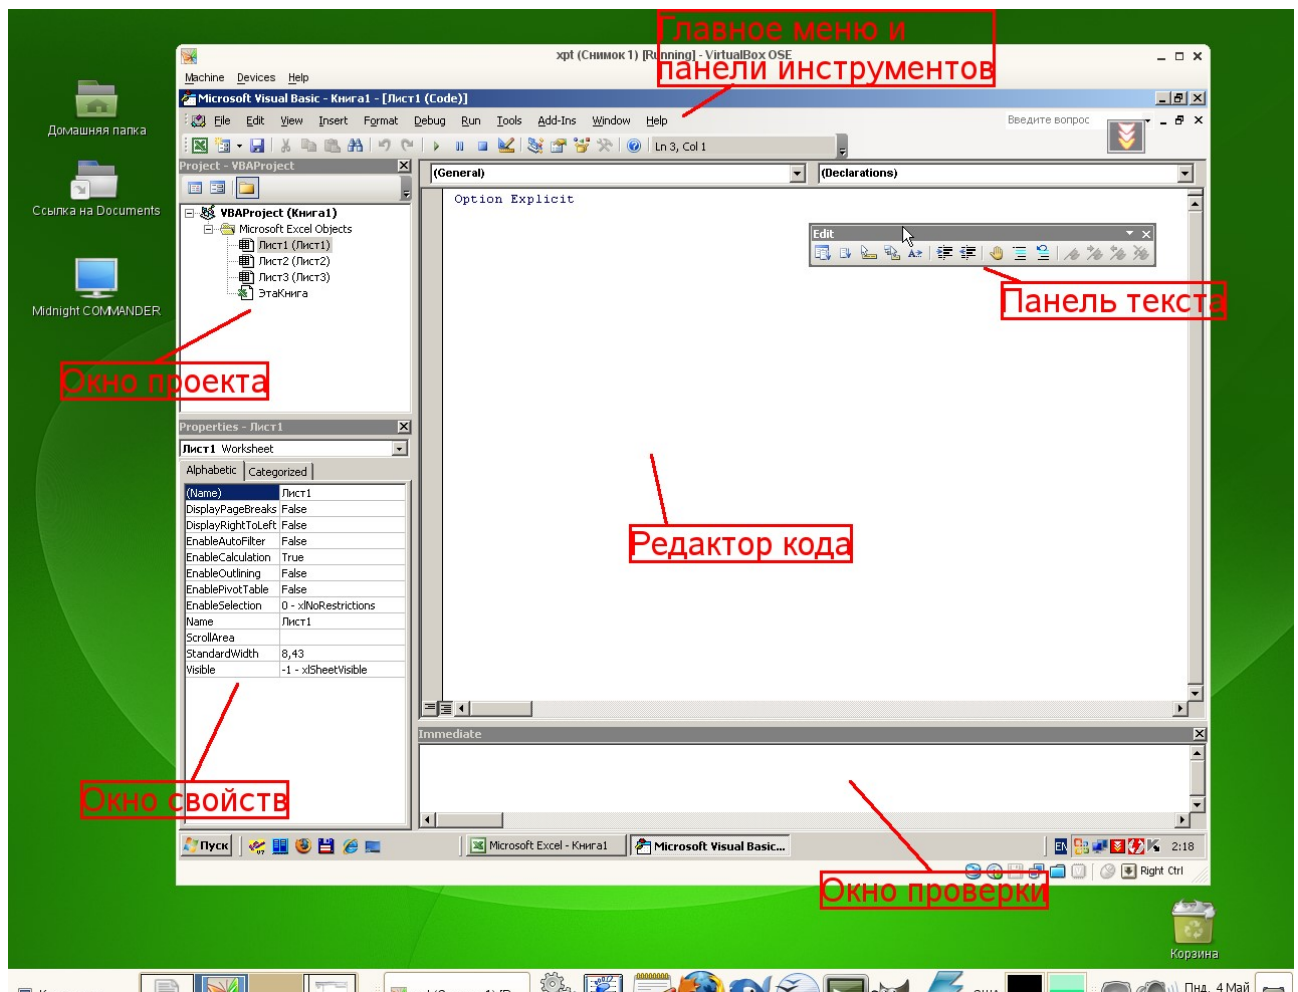 Главное меню и
панели инструментов
xpt (Снимок 1) [Running] - VirtualBox OSE
Machine Devices Help
Microsoft Visual Basic - Книга1 - [Лист1 (Code)]
File Edit View Insert Format Debug Run Tools Add-Ins Window Help
Введите вопрос
Ln 3, Col 1
Домашняя папка
Ссылка на Documents
Midnight COMMANDER
Project - VBAProject
VBAProject (Книга1)
Microsoft Excel Objects
Лист1 (Лист1)
Лист2 (Лист2)
Лист3 (Лист3)
ЭтаКнига
Окно проекта
(General)
(Declarations)
Option Explicit
Edit
Панель текста
Редактор кода
Properties - Лист1
Лист1 Worksheet
Alphabetic Categorized
(Name) Лист1
DisplayPageBreaks False
DisplayRightToLeft False
EnableAutoFilter False
EnableCalculation True
EnableOutlining False
EnablePivotTable False
EnableSelection 0 - xlNoRestrictions
Name Лист1
ScrollArea
StandardWidth 8,43
Visible -1 - xlSheetVisible
Окно свойств
Immediate
Окно проверки
Пуск
Microsoft Excel - Книга1
Microsoft Visual Basic...
EN
2:18
Right Ctrl
Корзина
Пнд, 4 Май